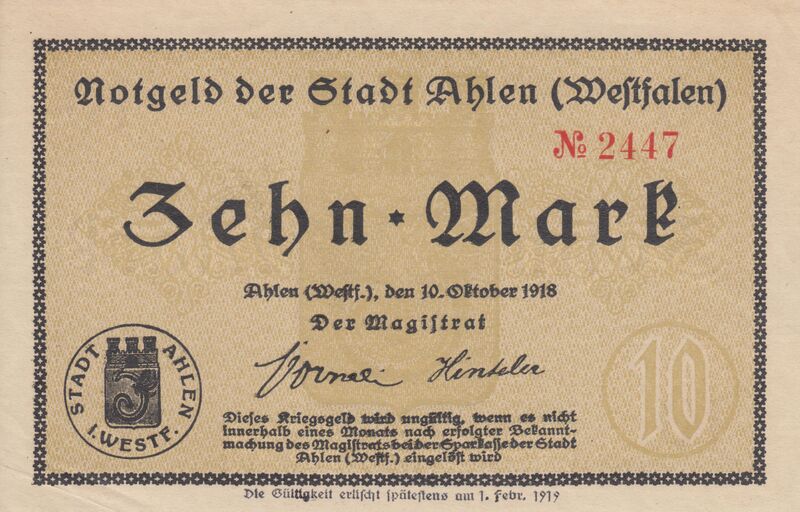 Notgeld der Stadt Ahlen (Westfalen)
№ 2447
Zehn * Mark
Ahlen (Westf.), den 10. Oktober 1918
Der Magistrat
Hinteler
STADT AHLEN I. WESTF.
10
Dieses Kriegsgeld wird ungültig, wenn es nicht
innerhalb eines Monats nach erfolgter Bekannt-
machung des Magistrats bei der Sparkasse der Stadt
Ahlen (Westf.) eingelöst wird
Die Gültigkeit erlischt spätestens am 1. Febr. 1919